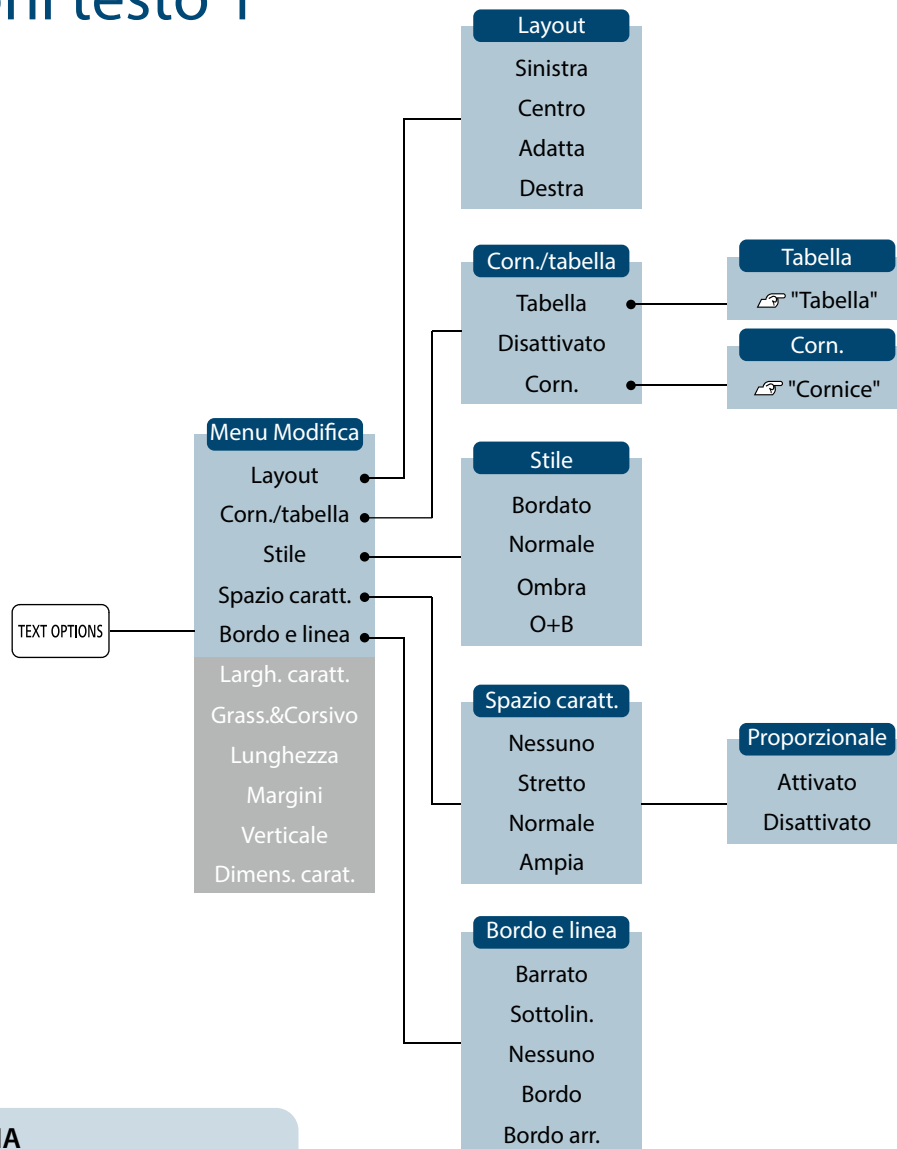 testo 1
TEXT OPTIONS
Menu Modifica
Layout
Corn./tabella
Stile
Spazio caratt.
Bordo e linea
Largh. caratt.
Grass.&Corsivo
Lunghezza
Margini
Verticale
Dimens. carat.
Layout
Sinistra
Centro
Adatta
Destra
Corn./tabella
Tabella
Disattivato
Corn.
Tabella
"Tabella"
Corn.
"Cornice"
Stile
Bordato
Normale
Ombra
O+B
Spazio caratt.
Nessuno
Stretto
Normale
Ampia
Proporzionale
Attivato
Disattivato
Bordo e linea
Barrato
Sottolin.
Nessuno
Bordo
Bordo arr.